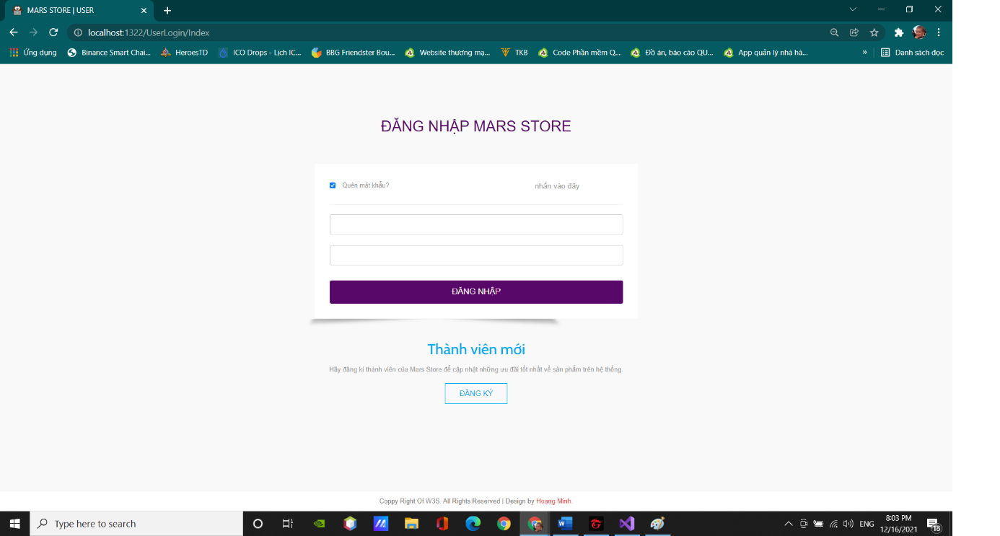 MARS STORE | USER
localhost:1322/UserLogin/Index
Ứng dụng Binance Smart Chai... HeroesTD ICO Drops - Lịch IC... BBG Friendster Bou... Website thương mạ... TKB Code Phần mềm Q... Đồ án, báo cáo QU... App quản lý nhà hà... » Danh sách đọc
ĐĂNG NHẬP MARS STORE
Quên mật khẩu? nhấn vào đây
ĐĂNG NHẬP
Thành viên mới
Hãy đăng kí thành viên của Mars Store để cập nhật những ưu đãi tốt nhất về sản phẩm trên hệ thống.
ĐĂNG KÝ
Coppy Right Of W3S. All Rights Reserved | Design by Hoang Minh.
Type here to search
ENG
8:03 PM
12/16/2021
18